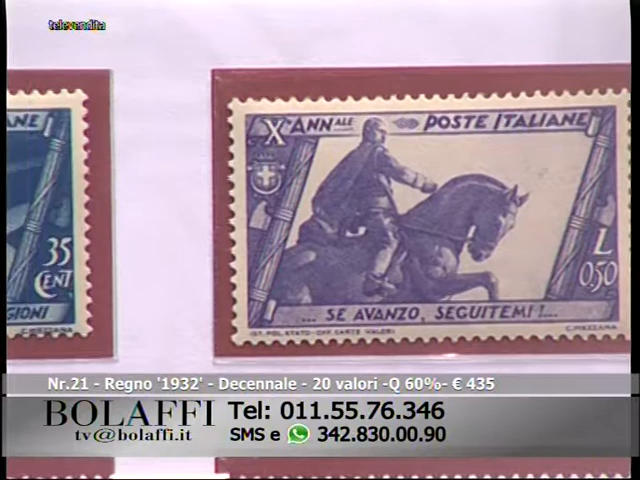 televendita
ANE
35
CENT
GIONI
C.MEZZANA
X° ANNALE
POSTE ITALIANE
L
0,50
... SE AVANZO, SEGUITEMI!...
IST. POL. STATO-OFF. CARTE VALORI
C.MEZZANA
Nr.21 - Regno '1932' - Decennale - 20 valori -Q 60%- € 435
BOLAFFI
tv@bolaffi.it
Tel: 011.55.76.346
SMS e 342.830.00.90